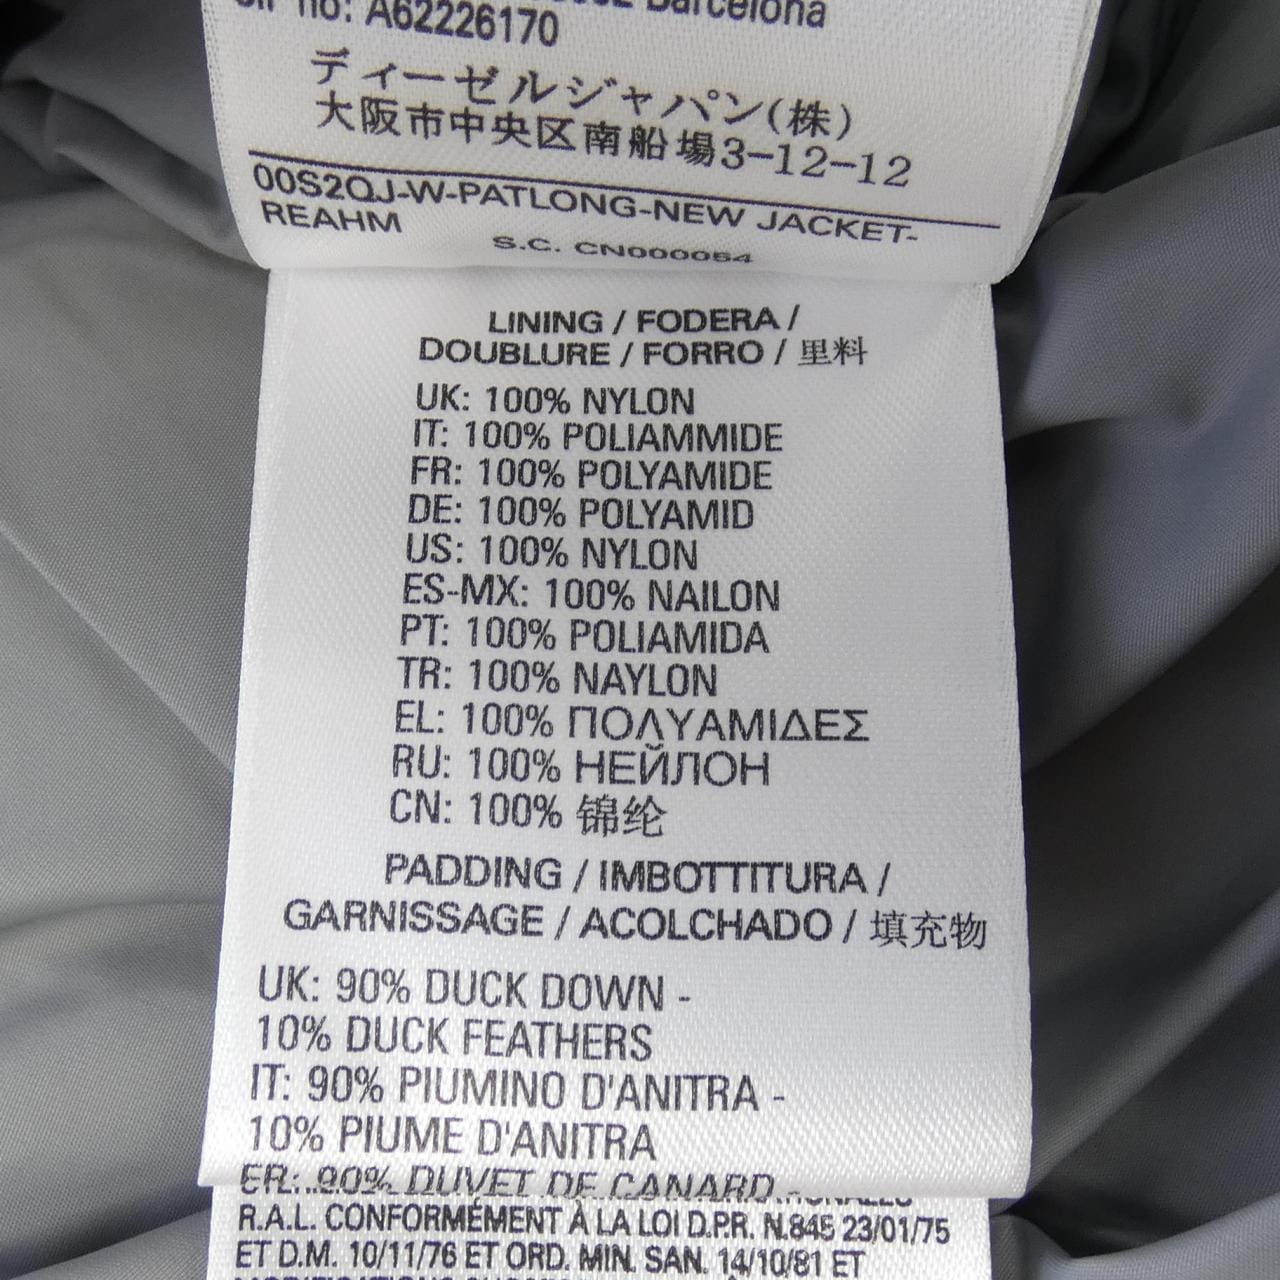 no: A62226170 Barcelona
ディーゼルジャパン(株)
大阪市中央区南船場3-12-12
00S2QJ-W-PATLONG-NEW JACKET-
REAHM
S.C. CN000054
LINING / FODERA /
DOUBLURE / FORRO / 里料
UK: 100% NYLON
IT: 100% POLIAMMIDE
FR: 100% POLYAMIDE
DE: 100% POLYAMID
US: 100% NYLON
ES-MX: 100% NAILON
PT: 100% POLIAMIDA
TR: 100% NAYLON
EL: 100% ΠΟΛΥΑΜΙΔΕΣ
RU: 100% НЕЙЛОН
CN: 100% 锦纶
PADDING / IMBOTTITURA /
GARNISSAGE / ACOLCHADO / 填充物
UK: 90% DUCK DOWN -
10% DUCK FEATHERS
IT: 90% PIUMINO D'ANITRA -
10% PIUME D'ANITRA
FR: 90% DUVET DE CANARD -
R.A.L. CONFORMÉMENT À LA LOI D.P.R. N.845 23/01/75
ET D.M. 10/11/76 ET ORD. MIN. SAN. 14/10/81 ET